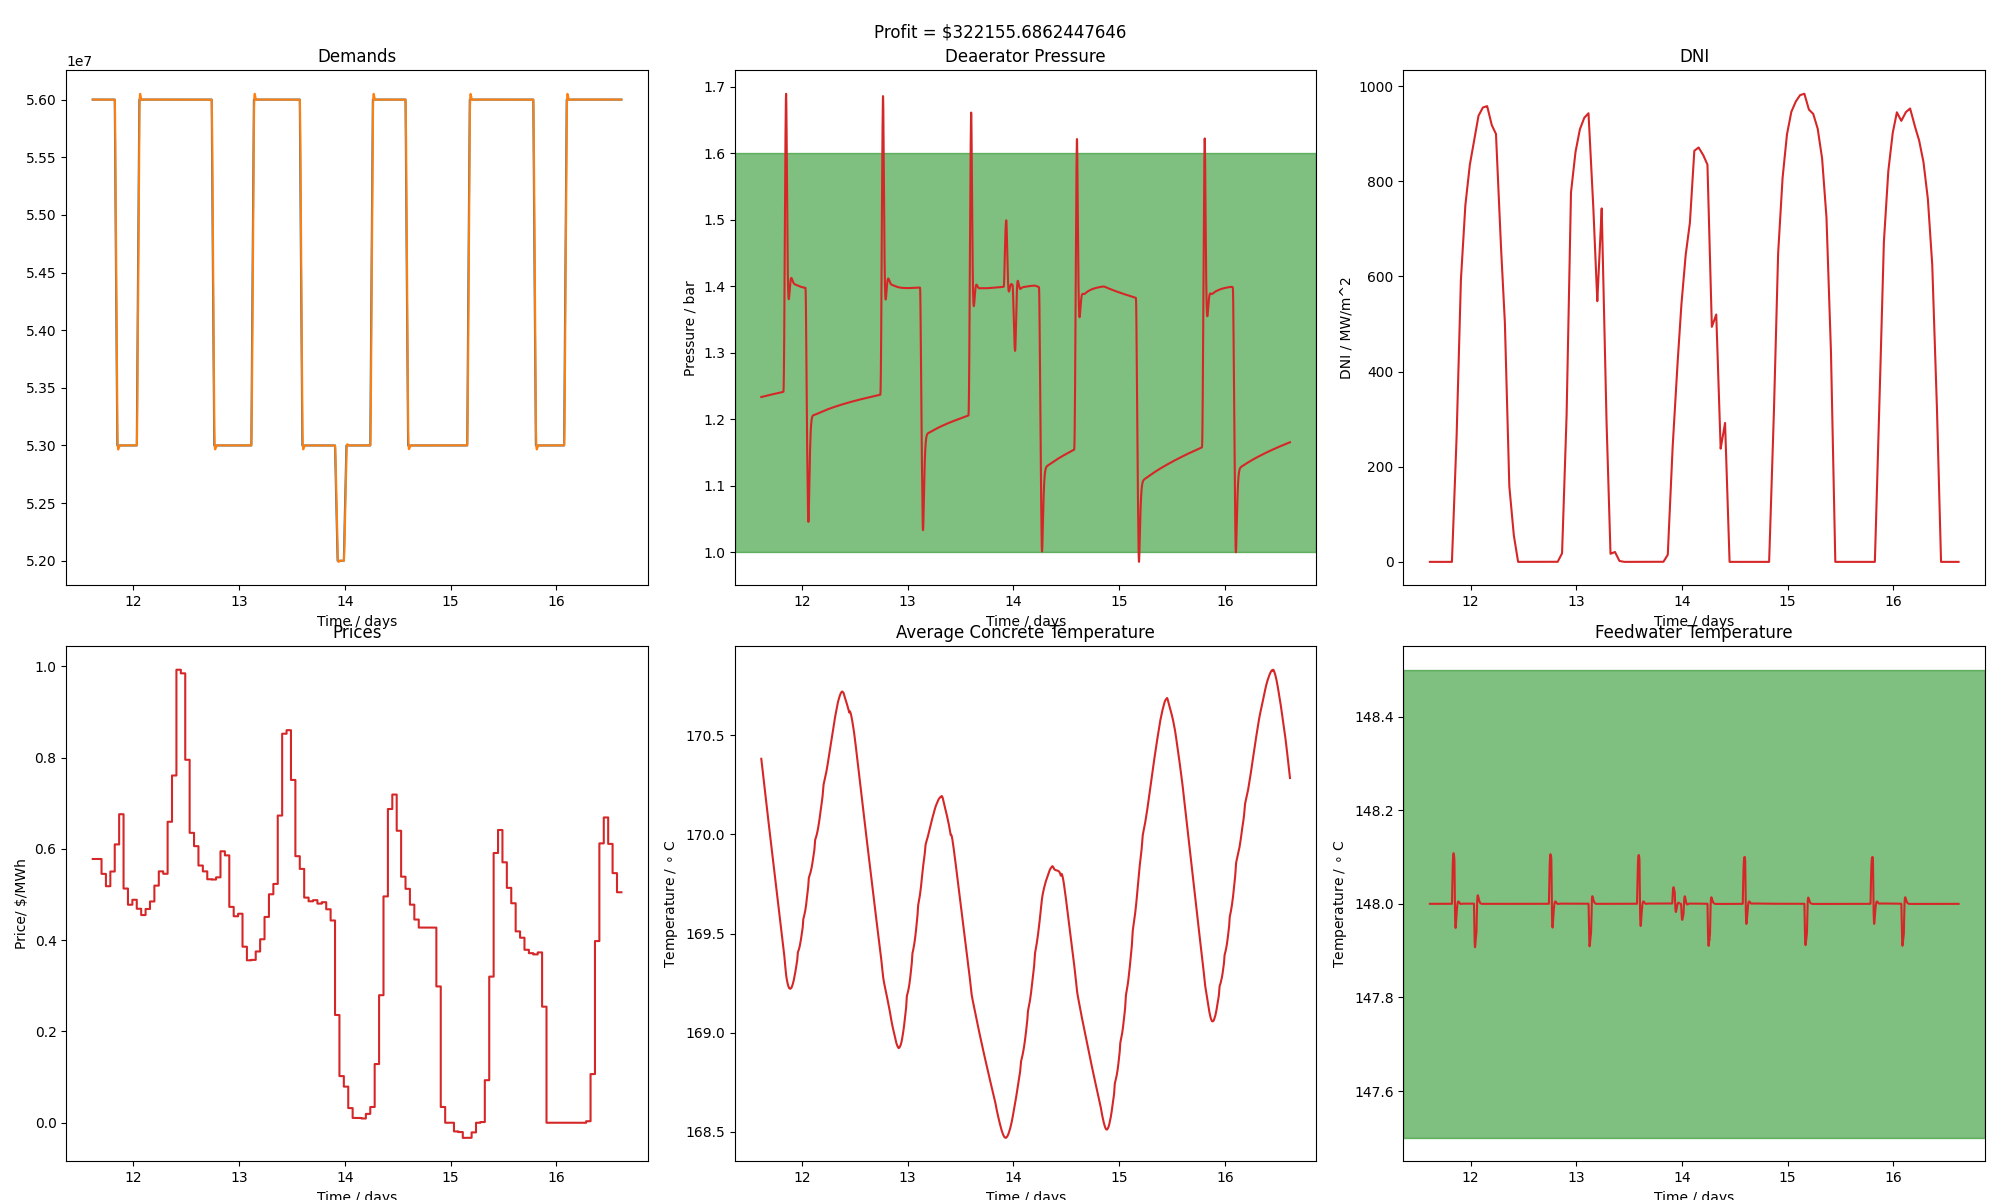 Profit = $322155.6862447646
Demands
1e7
5.60
5.55
5.50
5.45
5.40
5.35
5.30
5.25
5.20
12 13 14 15 16
Time / days
Deaerator Pressure
Pressure / bar
1.7
1.6
1.5
1.4
1.3
1.2
1.1
1.0
12 13 14 15 16
Time / days
DNI
DNI / MW/m^2
1000
800
600
400
200
0
12 13 14 15 16
Time / days
Prices
Price/ $/MWh
1.0
0.8
0.6
0.4
0.2
0.0
12 13 14 15 16
Time / days
Average Concrete Temperature
Temperature / ∘ C
170.5
170.0
169.5
169.0
168.5
12 13 14 15 16
Time / days
Feedwater Temperature
Temperature / ∘ C
148.4
148.2
148.0
147.8
147.6
12 13 14 15 16
Time / days